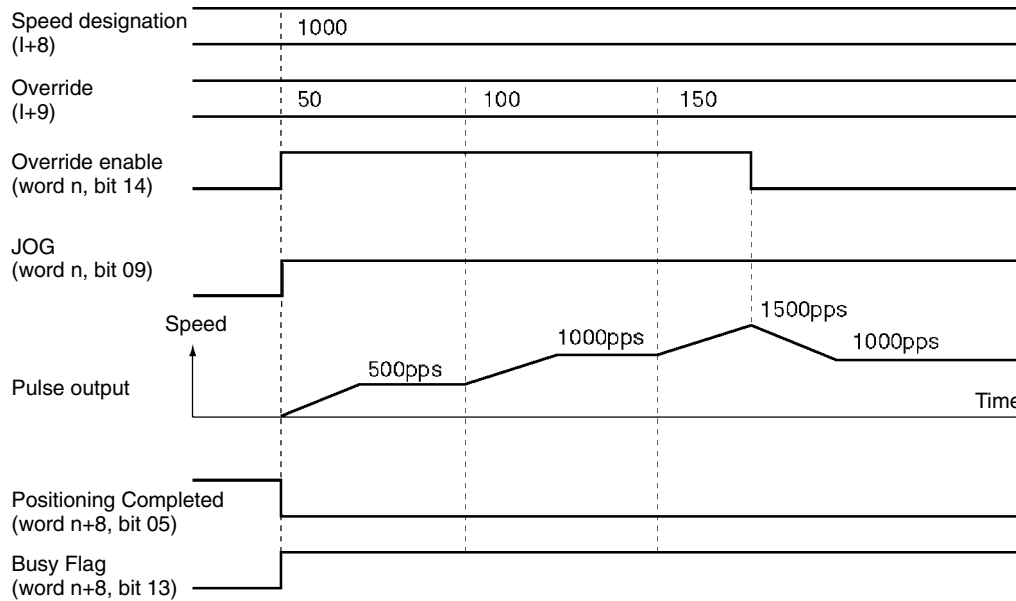 Speed designation
(l+8)
1000
Override
(l+9)
50
100
150
Override enable
(word n, bit 14)
JOG
(word n, bit 09)
Speed
1500pps
1000pps
1000pps
500pps
Pulse output
Time
Positioning Completed
(word n+8, bit 05)
Busy Flag
(word n+8, bit 13)